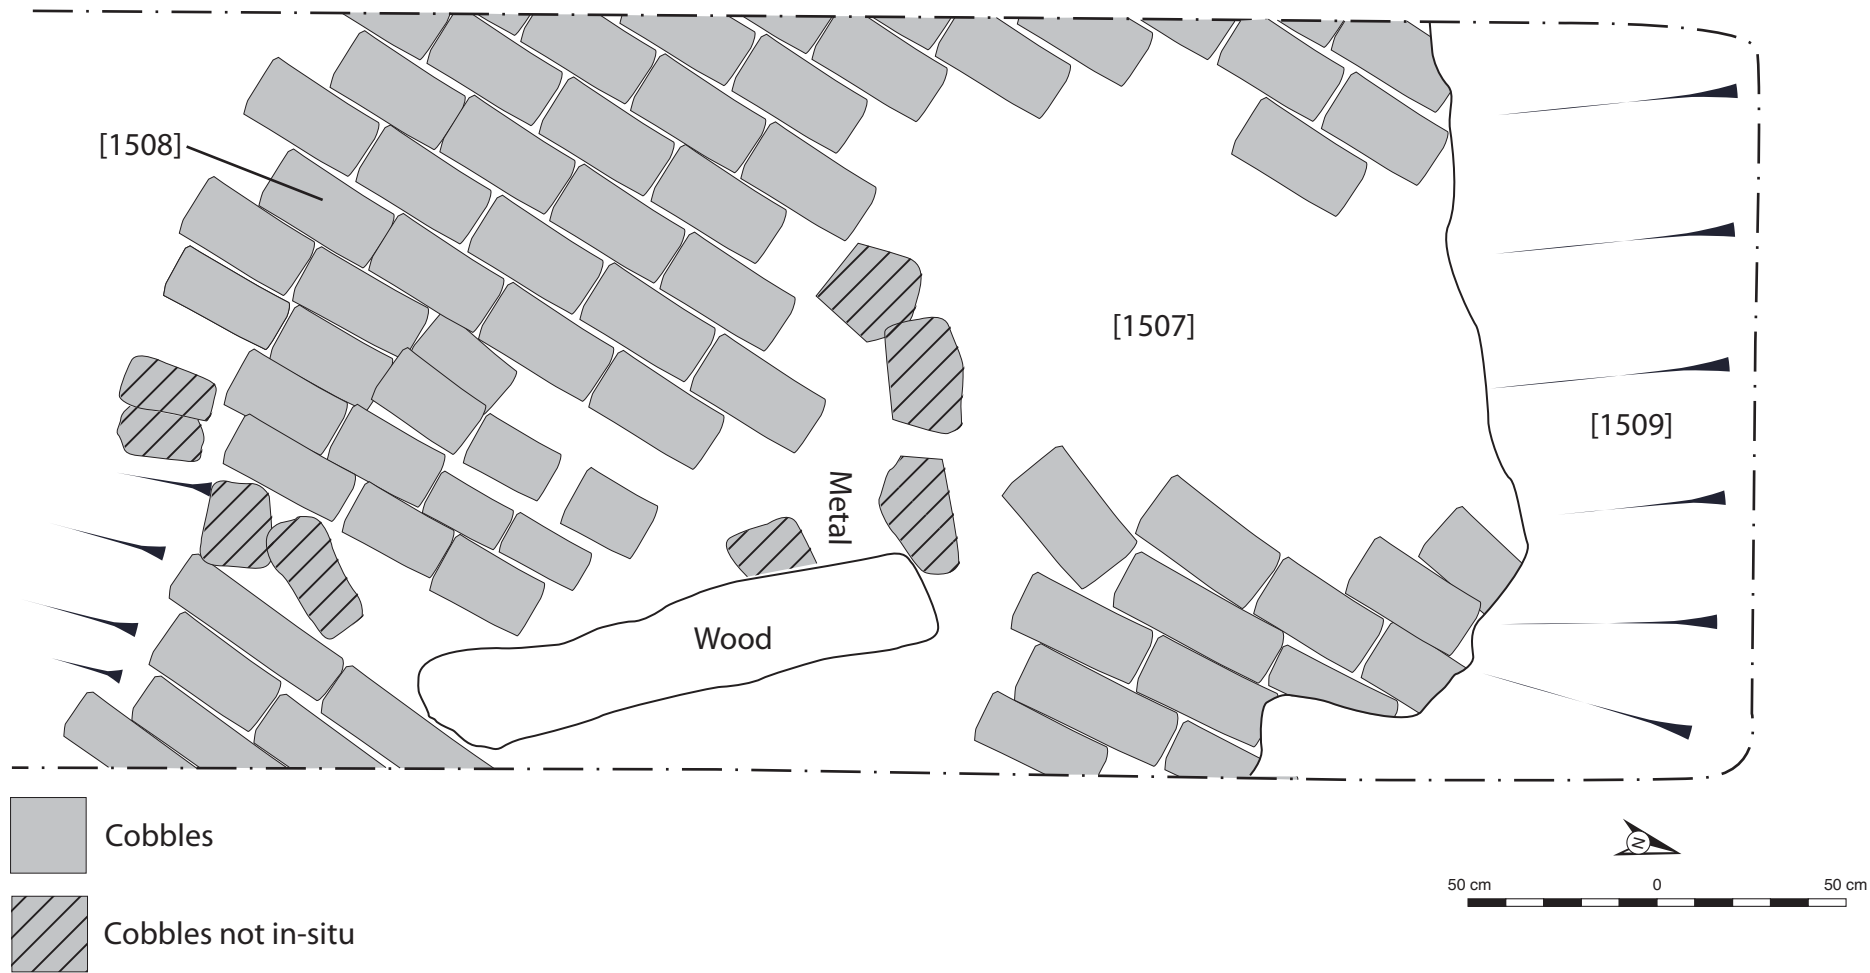 [1508]
[1507]
[1509]
Metal
Wood
Cobbles
Cobbles not in-situ
N
50 cm 0 50 cm